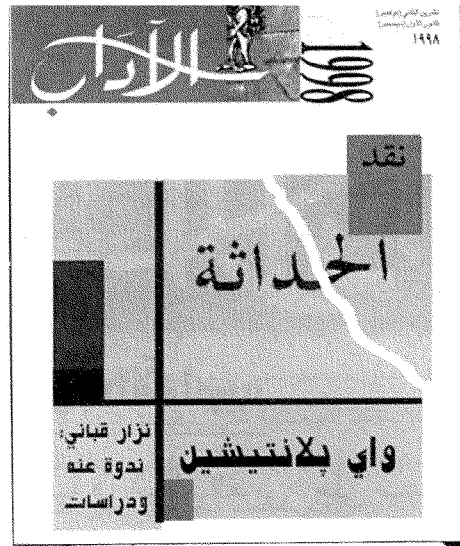 الآداب
تشرين الثاني (نوفمبر)
كانون الأول (ديسمبر)
١٩٩٨
1998
نقد
الحداثة
نزار قباني:
ندوة عنه
ودراسات
واي پلانتيشين